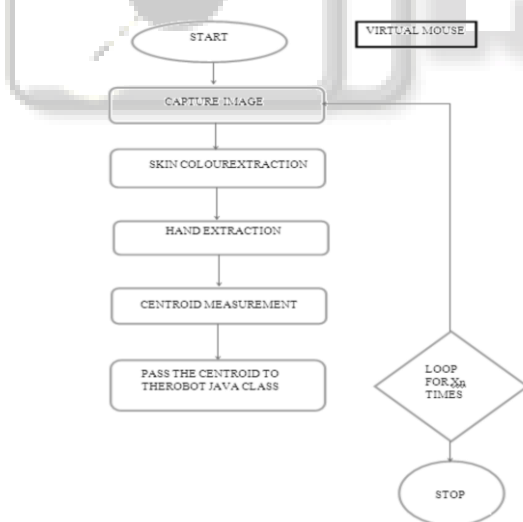 START
VIRTUAL MOUSE
CAPTURE IMAGE
SKIN COLOUREXTRACTION
HAND EXTRACTION
CENTROID MEASUREMENT
PASS THE CENTROID TO
THEROBOT JAVA CLASS
LOOP
FOR Xn
TIMES
STOP